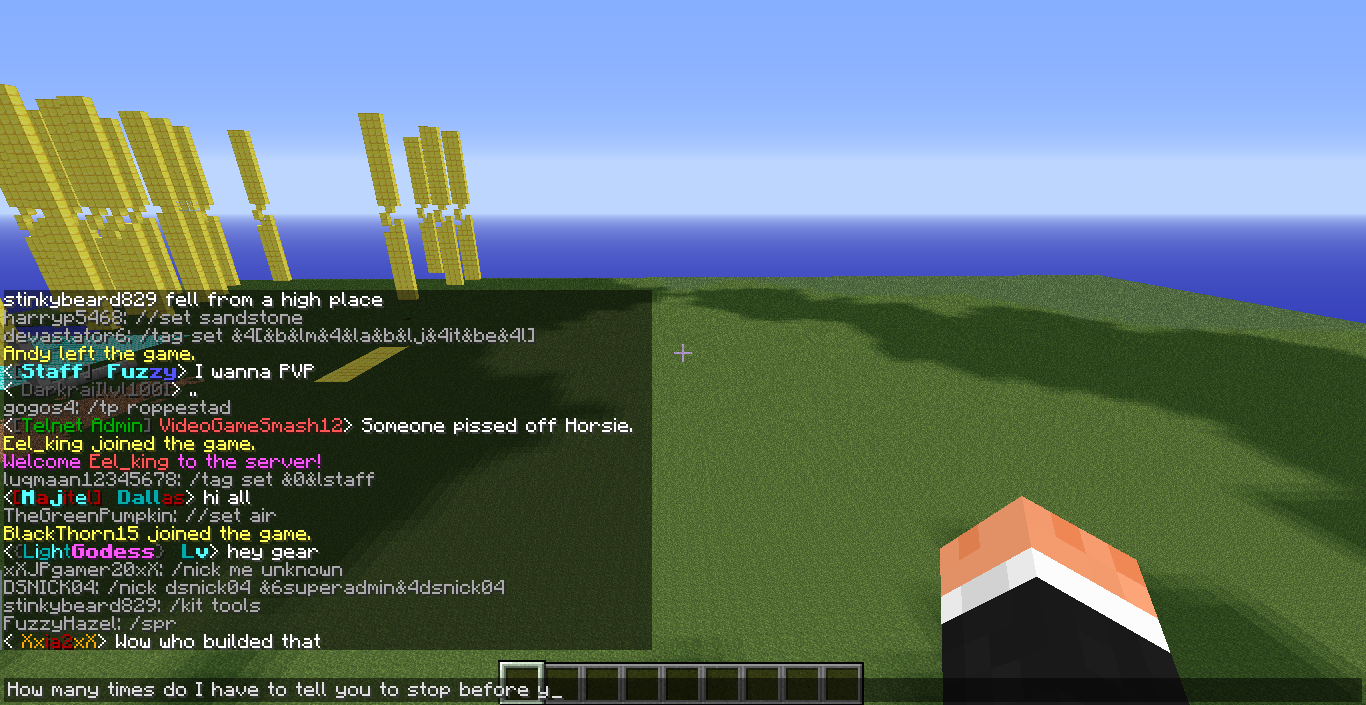 stinkybeard829 fell from a high place
harryp5468: //set sandstone
devastator6: /tag set &4[&b&lm&4&la&b&lj&4it&be&4l]
Andy left the game.
< Staff Fuzzy> I wanna PVP
< Darkrai1lvl1001> ..
gogos4: /tp roppestad
<[Telnet Admin] VideoGameSmash12> Someone pissed off Horsie.
Eel_king joined the game.
Welcome Eel_king to the server!
luqmaan12345678: /tag set &0&lstaff
<[Majitel] Dallas> hi all
TheGreenPumpkin: //set air
BlackThorn15 joined the game.
<{LightGodess} Lv> hey gear
xXJPgamer20xX: /nick me unknown
DSNICK04: /nick dsnick04 &6superadmin&4dsnick04
stinkybeard829: /kit tools
FuzzyHazel: /spr
< Xxja2xX> Wow who builded that
How many times do I have to tell you to stop before y_